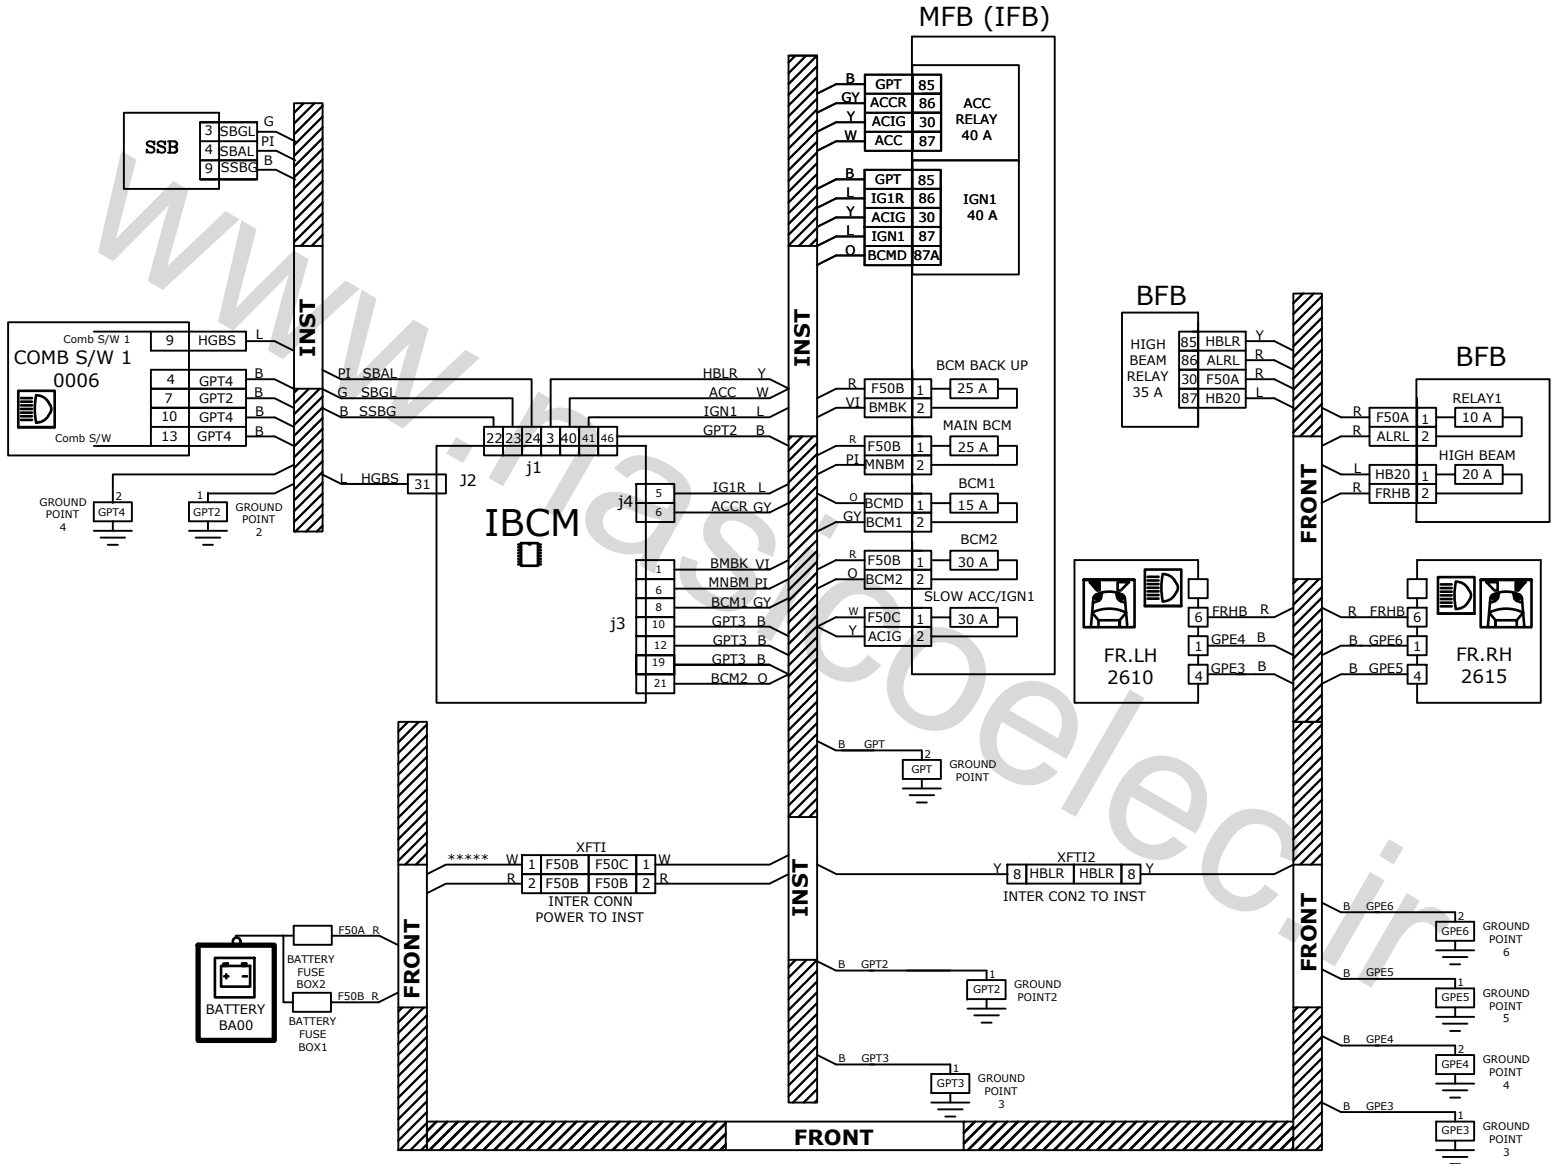 MFB (IFB)
B GPT 85
GY ACCR 86
Y ACIG 30
W ACC 87
ACC
RELAY
40 A
B GPT 85
L IG1R 86
Y ACIG 30
L IGN1 87
O BCMD 87A
IGN1
40 A
SSB
3 SBGL G
4 SBAL PI
9 SSBG B
INST
INST
Comb S/W 1
COMB S/W 1
0006
Comb S/W
9 HGBS L
4 GPT4 B
7 GPT2 B
10 GPT4 B
13 GPT4 B
PI SBAL
G SBGL
B SSBG
L HGBS 31 J2
2
GPT4
GROUND
POINT
4
1
GPT2
GROUND
POINT
2
HBLR Y
ACC W
IGN1 L
GPT2 B
22 23 24 3 40 41 46
j1
IBCM
j4
5 IG1R L
6 ACCR GY
j3
1 BMBK VI
6 MNBM PI
8 BCM1 GY
10 GPT3 B
12 GPT3 B
19 GPT3 B
21 BCM2 O
BCM BACK UP
R F50B 1 25 A
VI BMBK 2
MAIN BCM
R F50B 1 25 A
PI MNBM 2
BCM1
O BCMD 1 15 A
GY BCM1 2
BCM2
R F50B 1 30 A
O BCM2 2
SLOW ACC/IGN1
W F50C 1 30 A
Y ACIG 2
BFB
HIGH
BEAM
RELAY
35 A
85 HBLR Y
86 ALRL R
30 F50A R
87 HB20 L
BFB
RELAY1
R F50A 1 10 A
R ALRL 2
HIGH BEAM
L HB20 1 20 A
R FRHB 2
FRONT
FR.LH
2610
6 FRHB R
1 GPE4 B
4 GPE3 B
R FRHB 6
B GPE6 1
B GPE5 4
FR.RH
2615
B GPT
2
GPT
GROUND
POINT
XFTI
***** W 1 F50B F50C 1 W
R 2 F50B F50B 2 R
INTER CONN
POWER TO INST
INST
XFTI2
Y 8 HBLR HBLR 8 Y
INTER CON2 TO INST
BATTERY
BA00
F50A R
BATTERY
FUSE
BOX2
F50B R
BATTERY
FUSE
BOX1
FRONT
FRONT
B GPT2
1
GPT2
GROUND
POINT2
B GPT3
1
GPT3
GROUND
POINT
3
B GPE6
2
GPE6
GROUND
POINT
6
B GPE5
1
GPE5
GROUND
POINT
5
B GPE4
2
GPE4
GROUND
POINT
4
B GPE3
1
GPE3
GROUND
POINT
3
FRONT
www.nasicoelec.ir